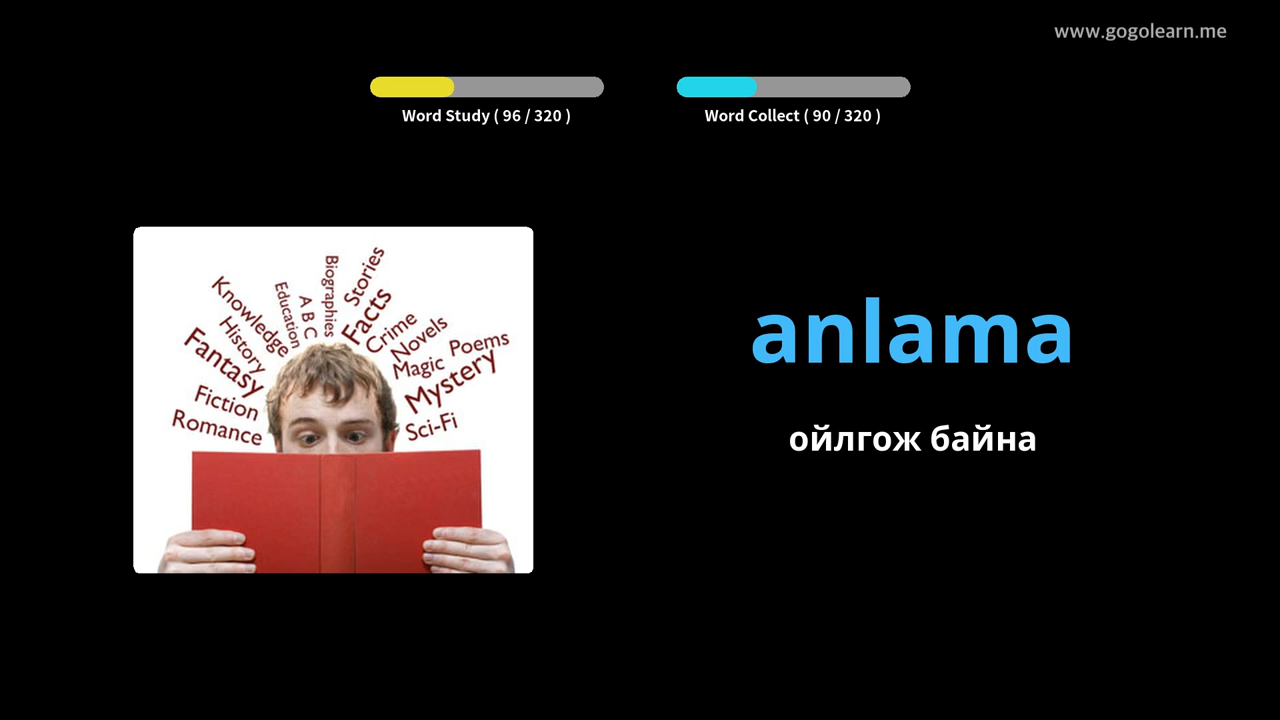 www.gogolearn.me
Word Study ( 96 / 320 )
Word Collect ( 90 / 320 )
Biographies
Stories
Education
A B C
Facts
Knowledge
Crime
History
Novels
Fantasy
Magic
Poems
Mystery
Fiction
Romance
Sci-Fi
anlama
ойлгож байна